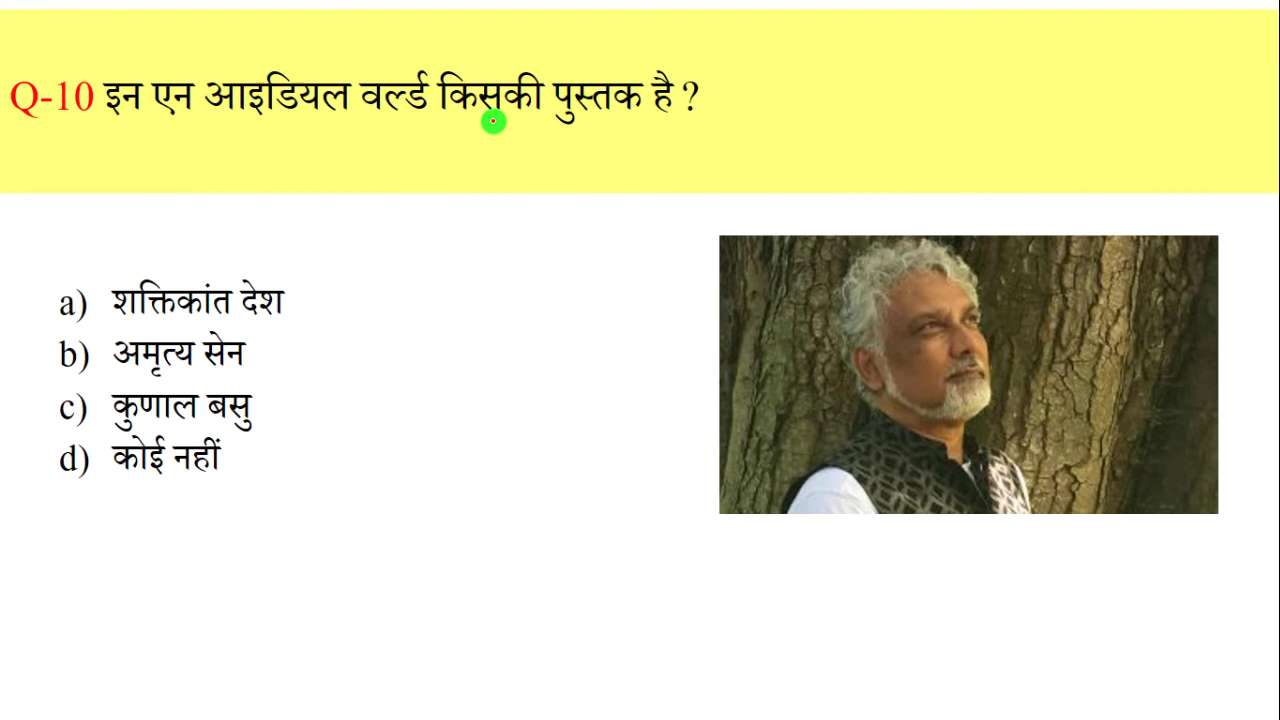 Q-10 इन एन आइडियल वर्ल्ड किसकी पुस्तक है ?
a) शक्तिकांत देश
b) अमृत्य सेन
c) कुणाल बसु
d) कोई नहीं